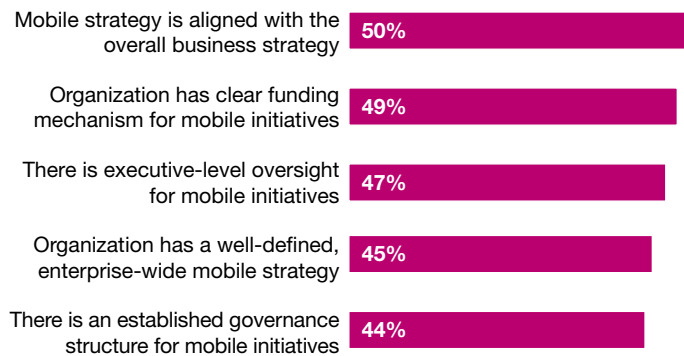 Mobile strategy is aligned with the
overall business strategy
50%
Organization has clear funding
mechanism for mobile initiatives
49%
There is executive-level oversight
for mobile initiatives
47%
Organization has a well-defined,
enterprise-wide mobile strategy
45%
There is an established governance
structure for mobile initiatives
44%